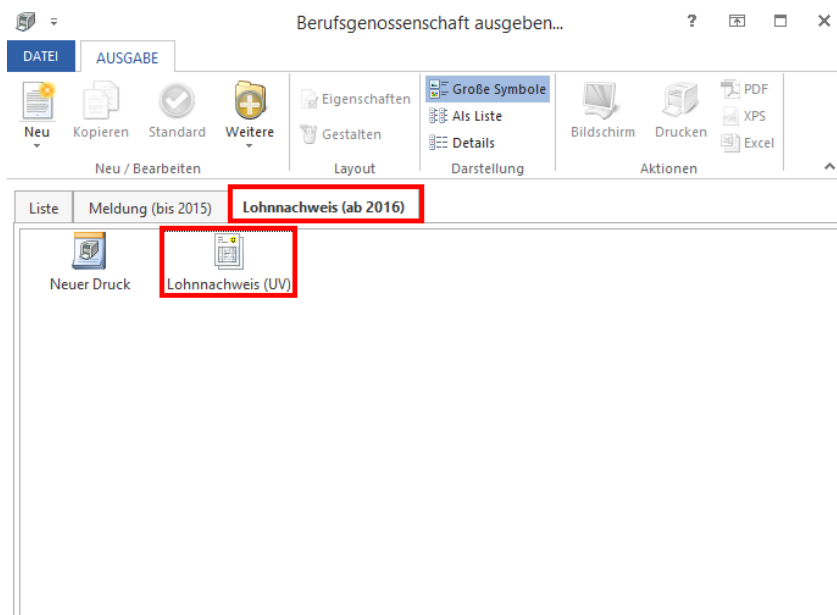 Berufsgenossenschaft ausgeben...
DATEI
AUSGABE
Neu
Kopieren
Standard
Weitere
Neu / Bearbeiten
Eigenschaften
Gestalten
Layout
Große Symbole
Als Liste
Details
Darstellung
Bildschirm
Drucken
PDF
XPS
Excel
Aktionen
Liste
Meldung (bis 2015)
Lohnnachweis (ab 2016)
Neuer Druck
Lohnnachweis (UV)